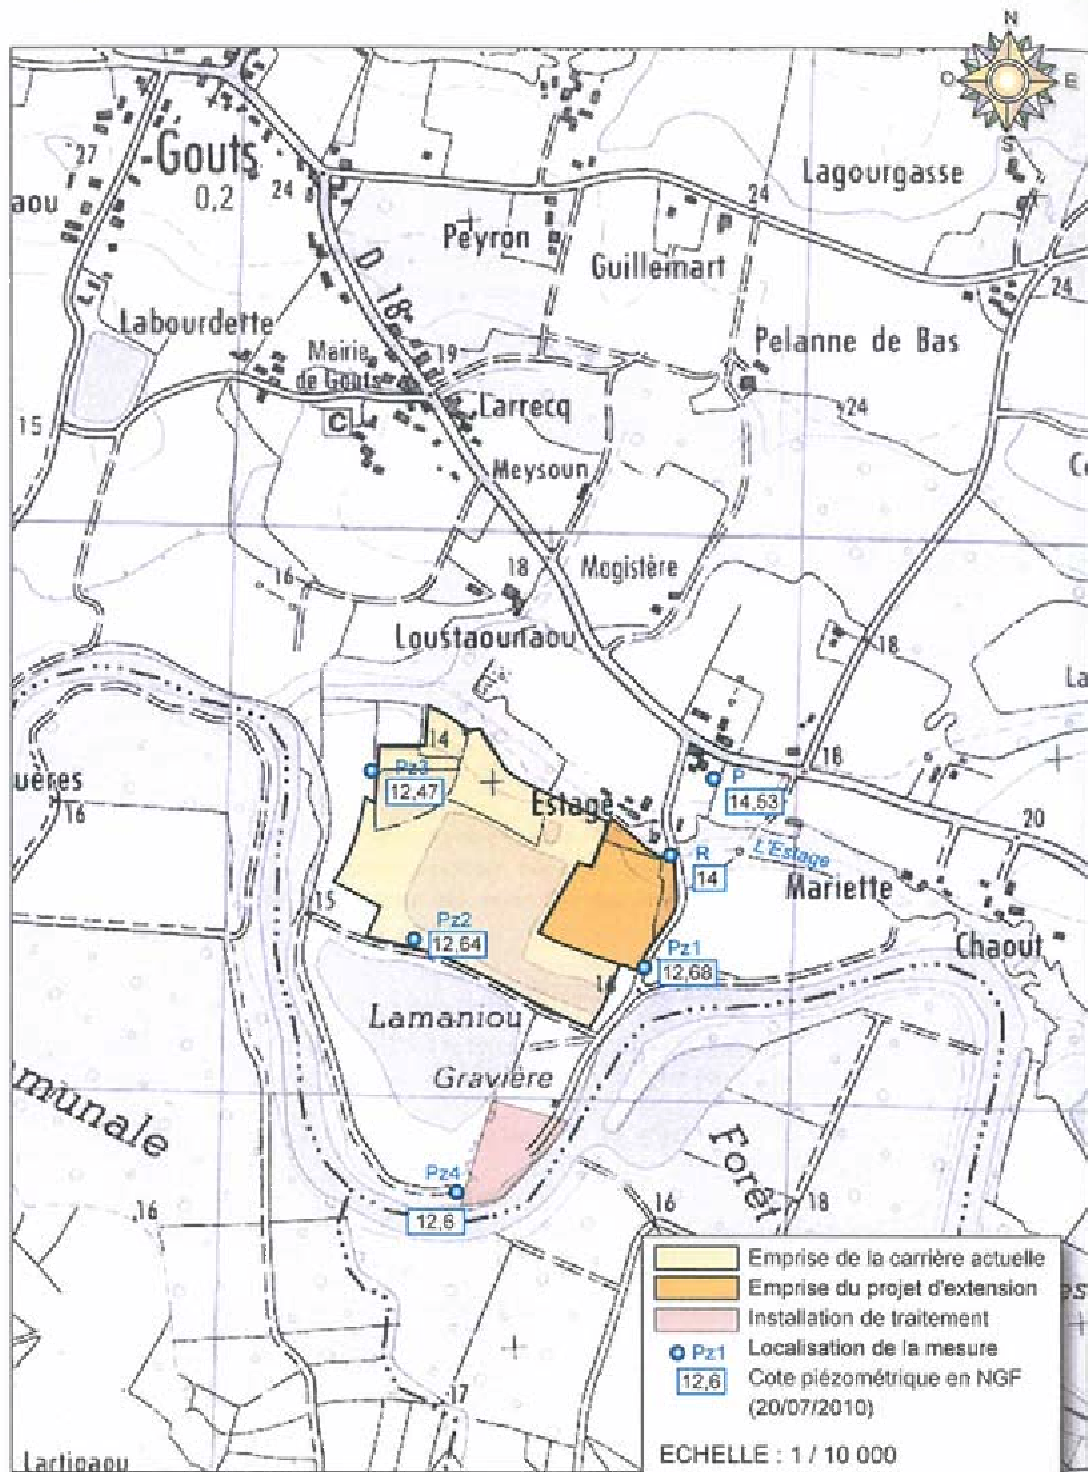 N
O
E
S
27
Gouts
0,2
24
aou
24
Lagourgasse
Peyron
Guillemart
24
D 18
Labourdette
Mairie
de Gouts
19
Pelanne de Bas
C
Larrecq
24
15
Meysoun
18
Mogistère
16
Loustaounaou
18
La
14
Pz3
12,47
P
14,53
18
uères
16
Estage
20
R
14
L'Estage
Mariette
15
Pz2
12,64
Pz1
12,68
Chaout
Lamaniou
Gravière
munale
Forêt
Pz4
12,6
16
16
18
Emprise de la carrière actuelle
Emprise du projet d'extension
Installation de traitement
Pz1 Localisation de la mesure
12,6 Cote piézométrique en NGF
(20/07/2010)
17
ECHELLE : 1 / 10 000
Lartigaou